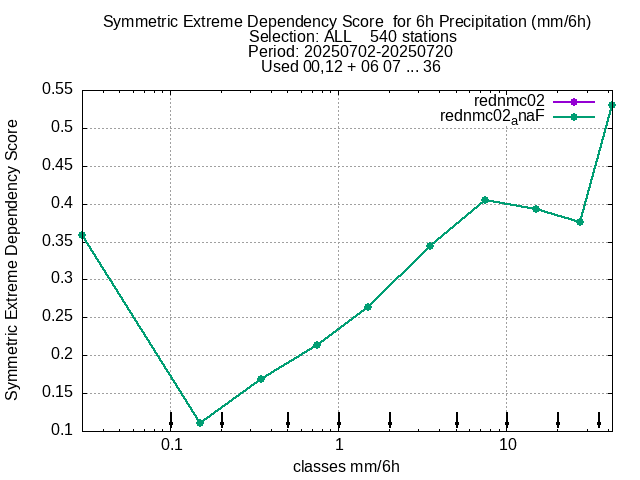 Symmetric Extreme Dependency Score  for 6h Precipitation (mm/6h)
Selection: ALL    540 stations
Period: 20250702-20250720
Used 00,12 + 06 07 ... 36
rednmc02
rednmc02anaF
Symmetric Extreme Dependency Score
0.55
0.5
0.45
0.4
0.35
0.3
0.25
0.2
0.15
0.1
0.1 1 10
classes mm/6h